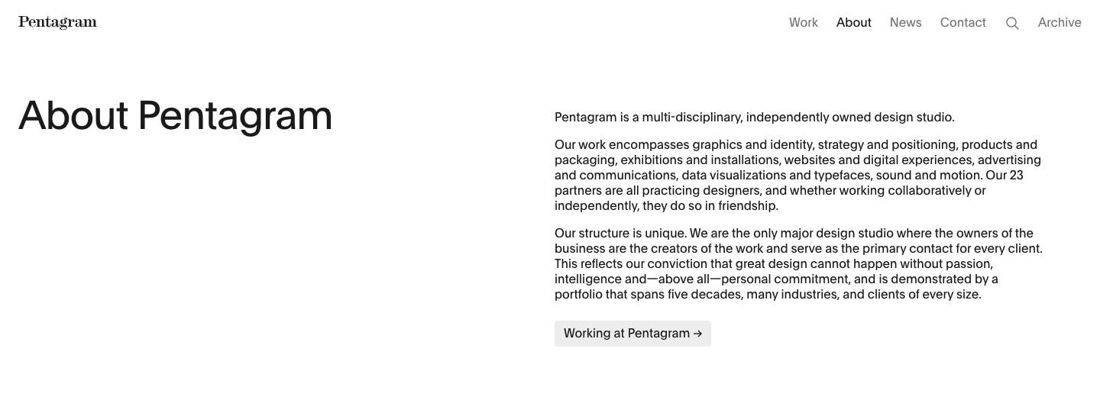 Pentagram
Work About News Contact Archive
About Pentagram
Pentagram is a multi-disciplinary, independently owned design studio.
Our work encompasses graphics and identity, strategy and positioning, products and
packaging, exhibitions and installations, websites and digital experiences, advertising
and communications, data visualizations and typefaces, sound and motion. Our 23
partners are all practicing designers, and whether working collaboratively or
independently, they do so in friendship.
Our structure is unique. We are the only major design studio where the owners of the
business are the creators of the work and serve as the primary contact for every client.
This reflects our conviction that great design cannot happen without passion,
intelligence and—above all—personal commitment, and is demonstrated by a
portfolio that spans five decades, many industries, and clients of every size.
Working at Pentagram →